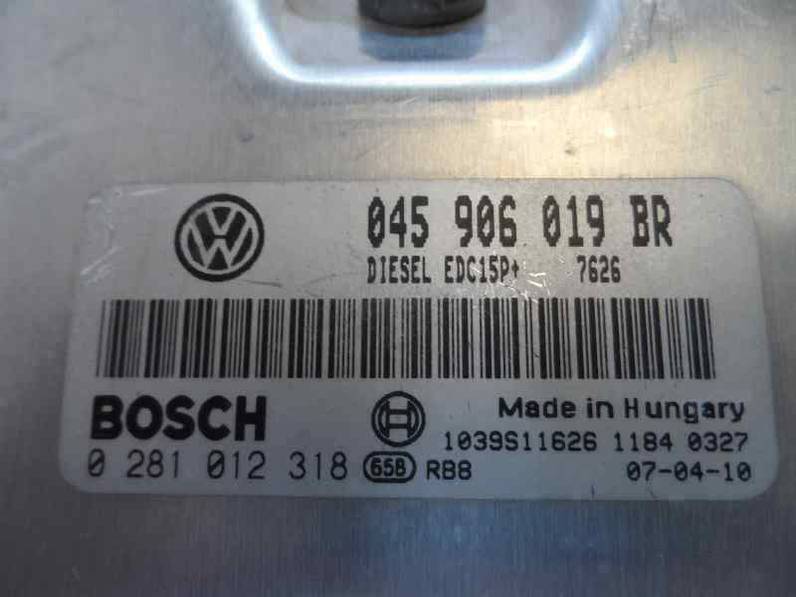 045 906 019 BR
DIESEL EDC15P+ 7626
BOSCH
Made in Hungary
1039S11626 1184 0327
0 281 012 318 658 RB8 07-04-10